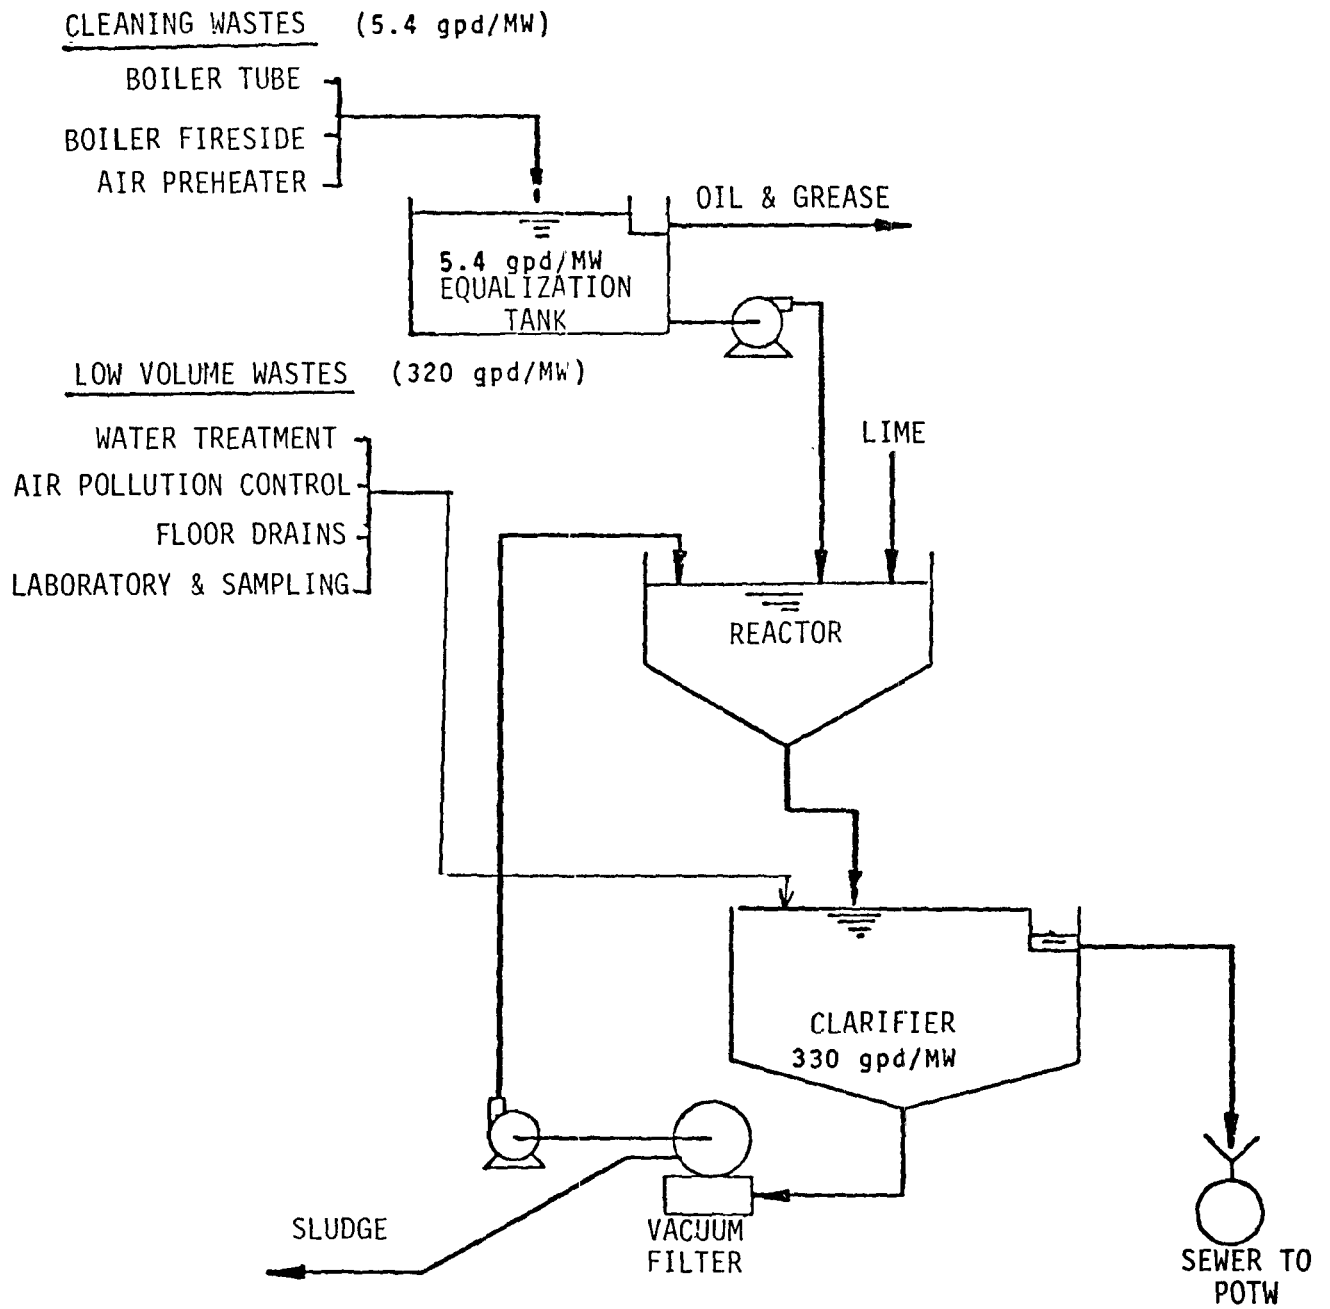 CLEANING WASTES (5.4 gpd/MW)
BOILER TUBE
BOILER FIRESIDE
AIR PREHEATER
OIL & GREASE
5.4 gpd/MW
EQUALIZATION
TANK
LOW VOLUME WASTES (320 gpd/MW)
WATER TREATMENT
AIR POLLUTION CONTROL
FLOOR DRAINS
LABORATORY & SAMPLING
LIME
REACTOR
CLARIFIER
330 gpd/MW
SLUDGE
VACUUM
FILTER
SEWER TO
POTW